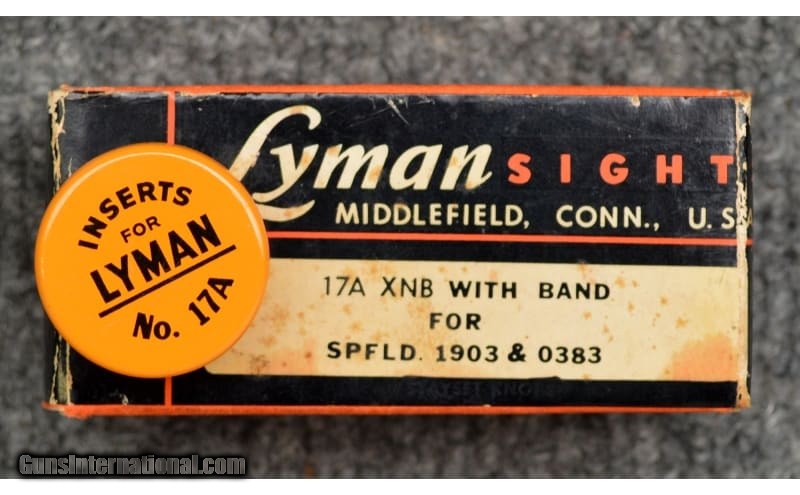 Lyman SIGHT
MIDDLEFIELD, CONN., U.S.A
INSERTS
FOR
LYMAN
No. 17A
17A XNB WITH BAND
FOR
SPFLD. 1903 & 0383
GunsInternational.com